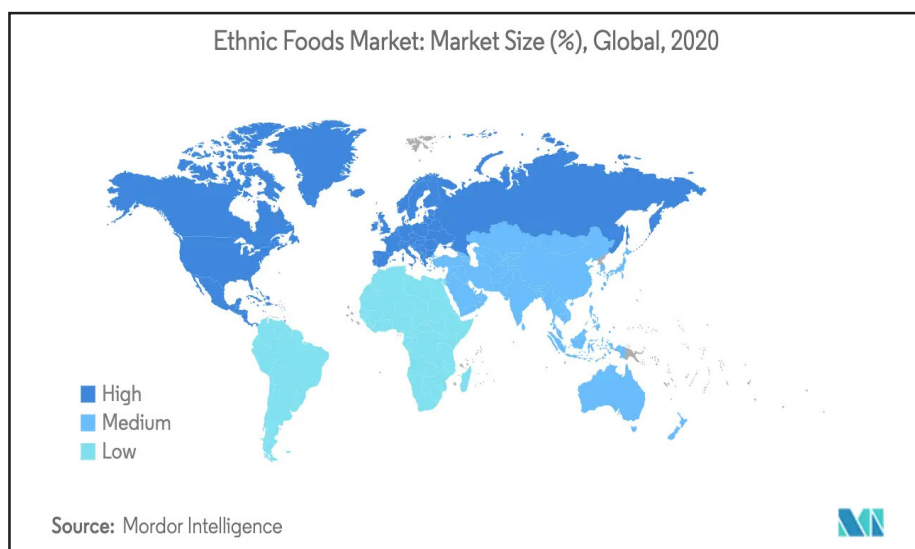 Ethnic Foods Market: Market Size (%), Global, 2020
High
Medium
Low
Source: Mordor Intelligence